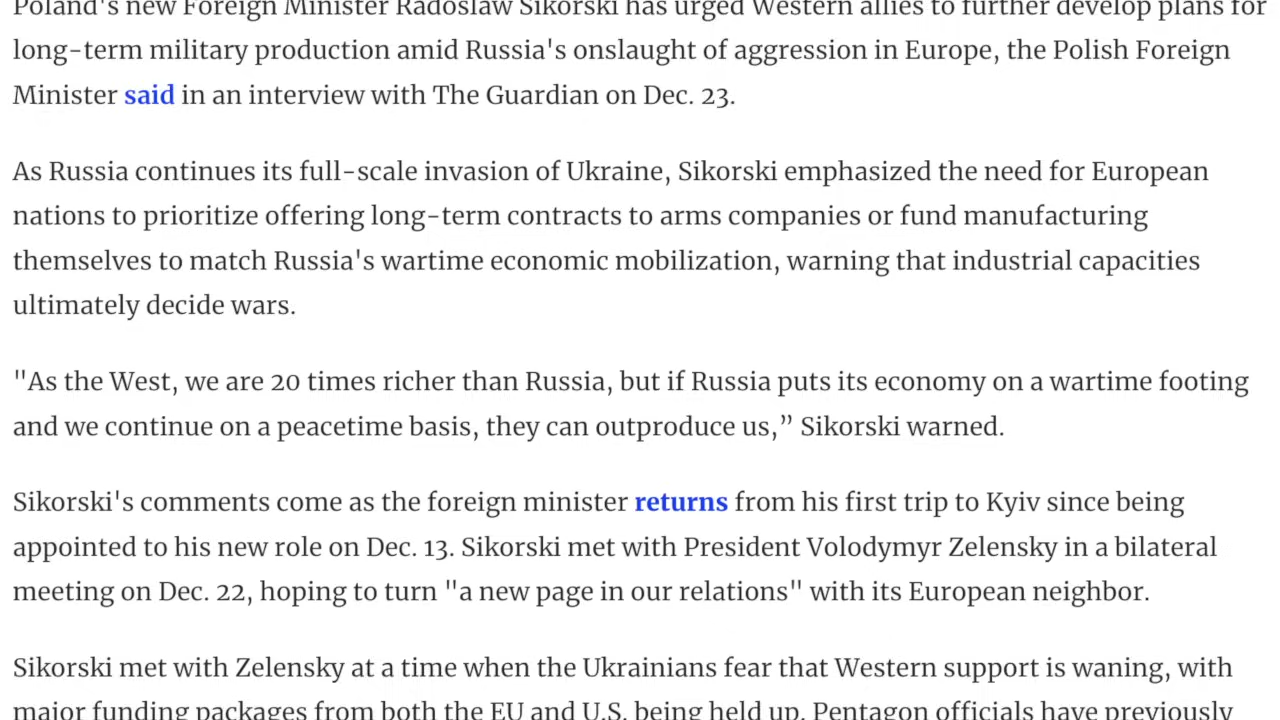 Poland's new Foreign Minister Radoslaw Sikorski has urged Western allies to further develop plans for
long-term military production amid Russia's onslaught of aggression in Europe, the Polish Foreign
Minister said in an interview with The Guardian on Dec. 23.
As Russia continues its full-scale invasion of Ukraine, Sikorski emphasized the need for European
nations to prioritize offering long-term contracts to arms companies or fund manufacturing
themselves to match Russia's wartime economic mobilization, warning that industrial capacities
ultimately decide wars.
"As the West, we are 20 times richer than Russia, but if Russia puts its economy on a wartime footing
and we continue on a peacetime basis, they can outproduce us,” Sikorski warned.
Sikorski's comments come as the foreign minister returns from his first trip to Kyiv since being
appointed to his new role on Dec. 13. Sikorski met with President Volodymyr Zelensky in a bilateral
meeting on Dec. 22, hoping to turn "a new page in our relations" with its European neighbor.
Sikorski met with Zelensky at a time when the Ukrainians fear that Western support is waning, with
major funding packages from both the EU and U.S. being held up. Pentagon officials have previously